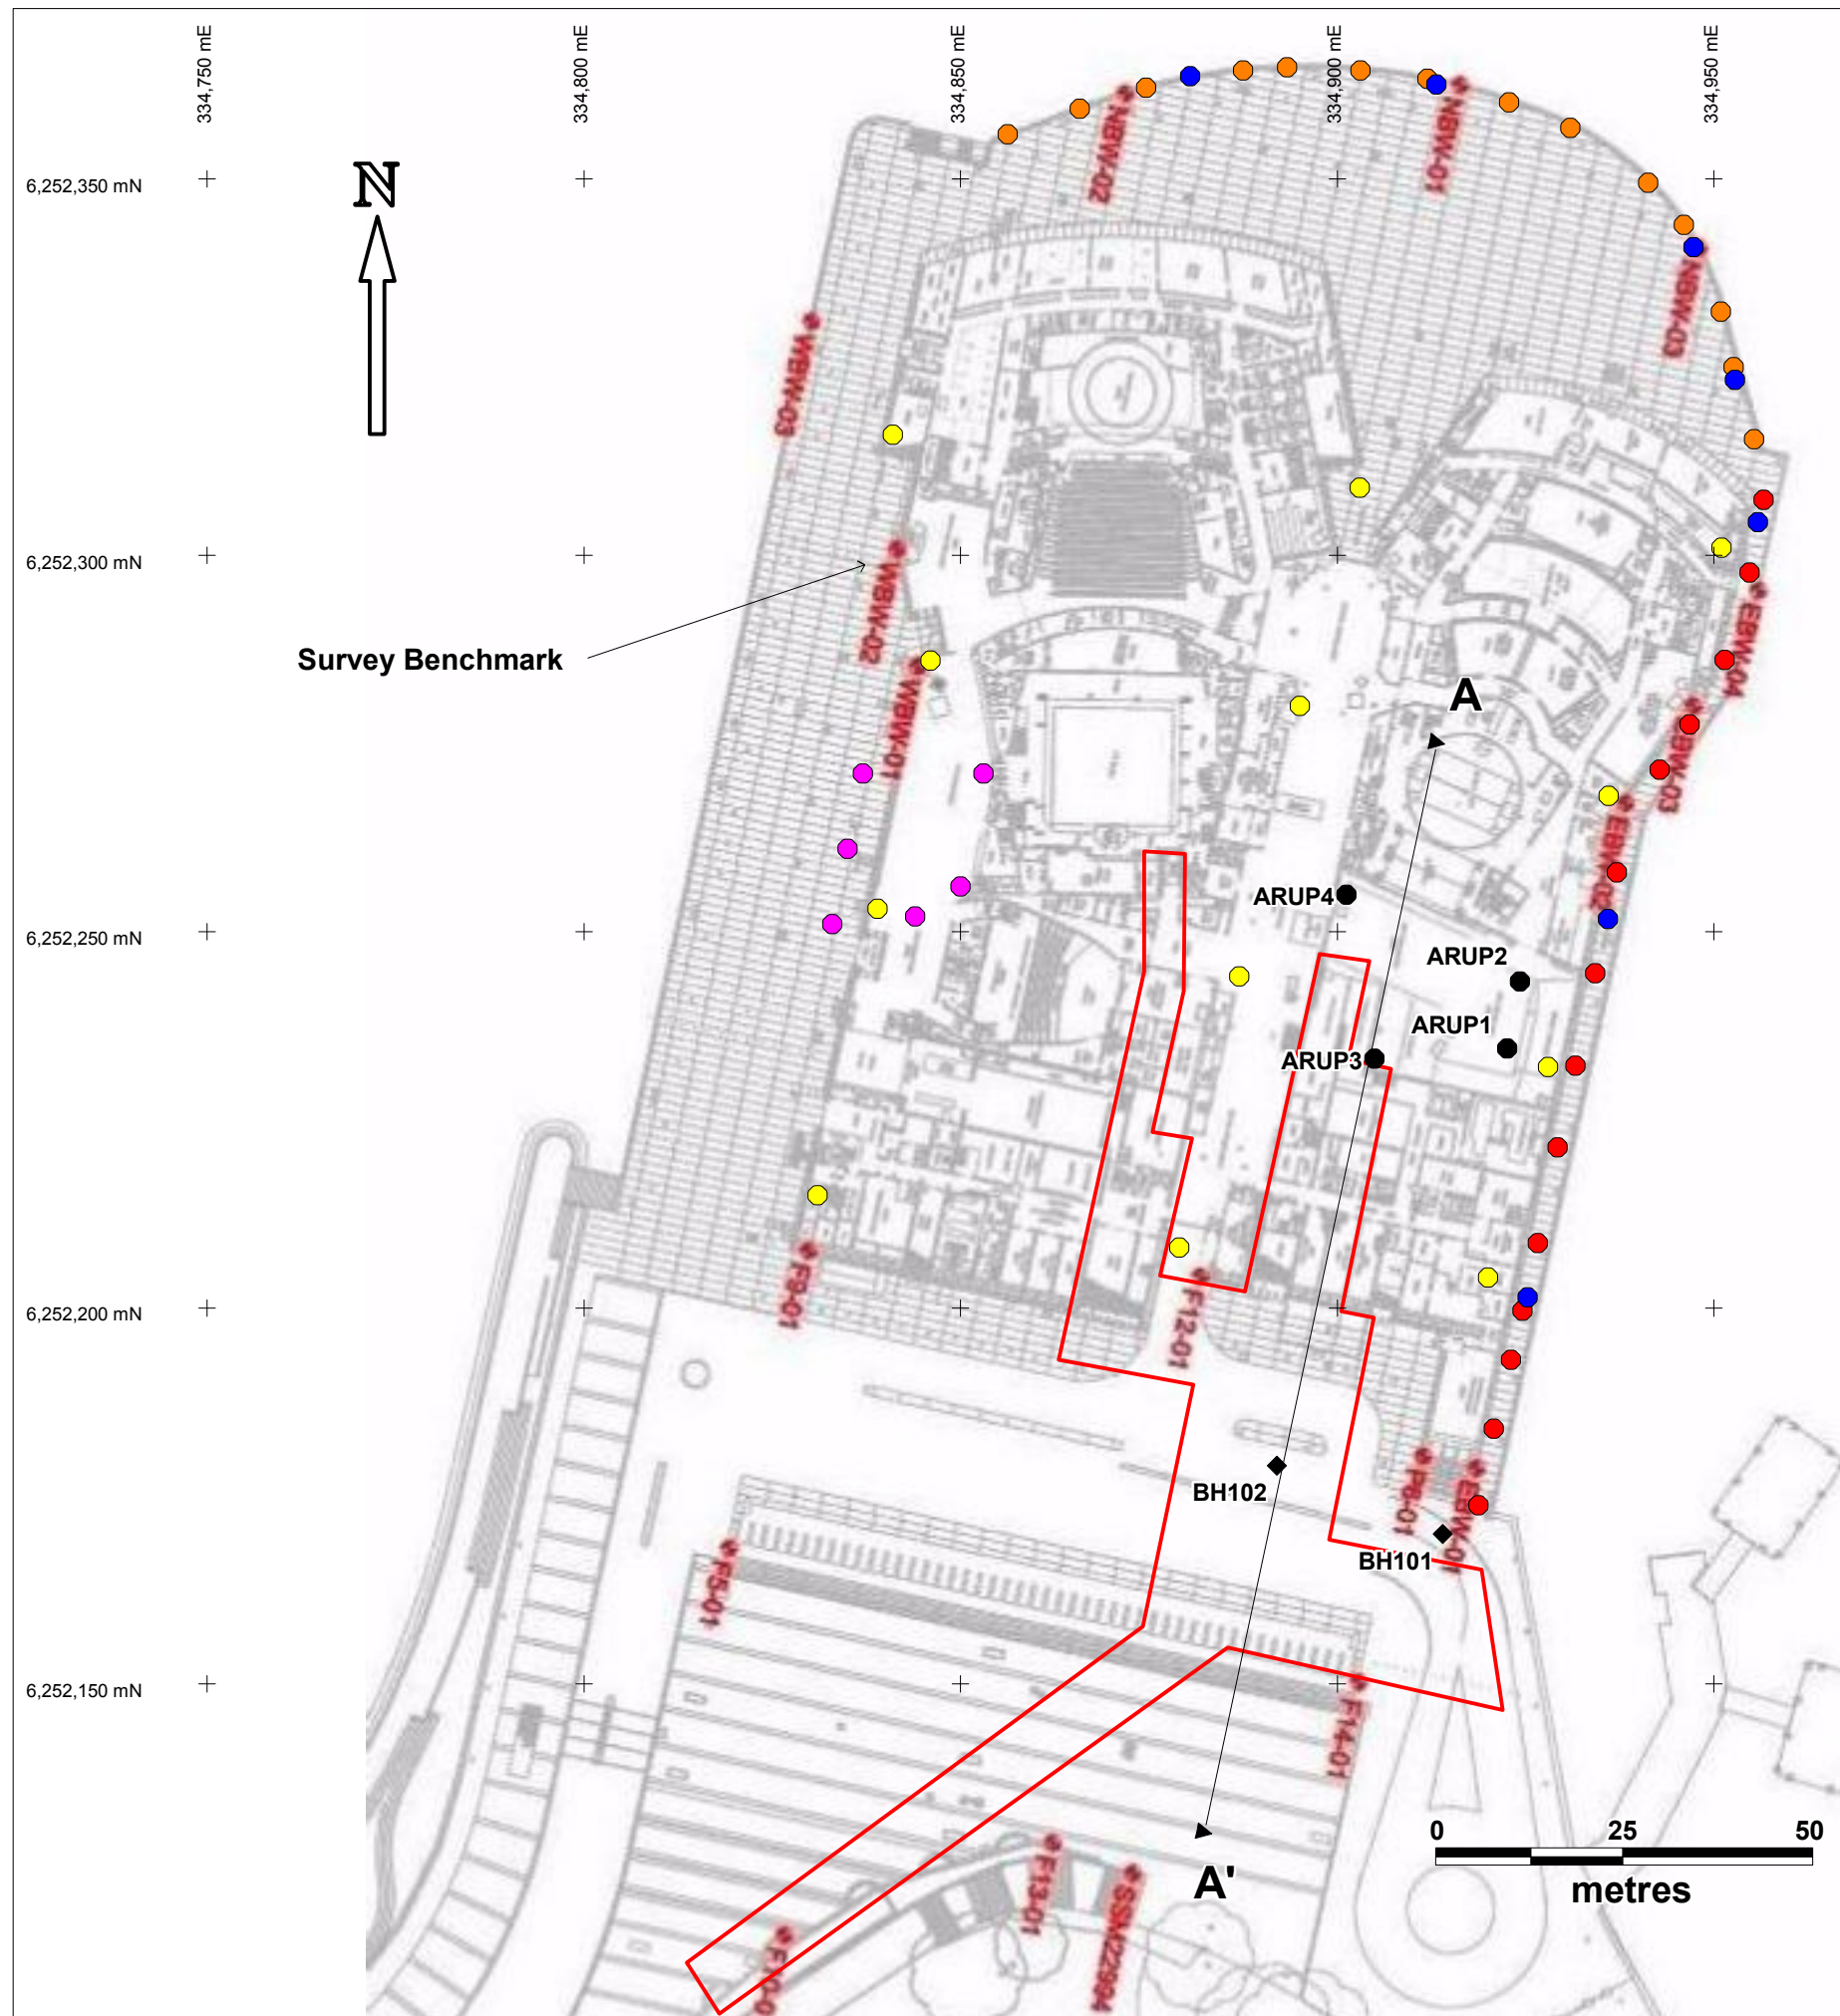 334,750 mE
334,800 mE
334,850 mE
334,900 mE
334,950 mE
6,252,350 mN
N
NBW-02
NBW-01
NBW-03
WBW-03
6,252,300 mN
WBW-02
Survey Benchmark
EBW-04
WBW-01
A
EBW-03
EBW-02
ARUP4
6,252,250 mN
ARUP2
ARUP1
ARUP3
F9-01
6,252,200 mN
F12-01
BH102
P6-01
EBW-01
BH101
F5-01
6,252,150 mN
F14-01
0 25 50
metres
A'
F13-01
SSM22894